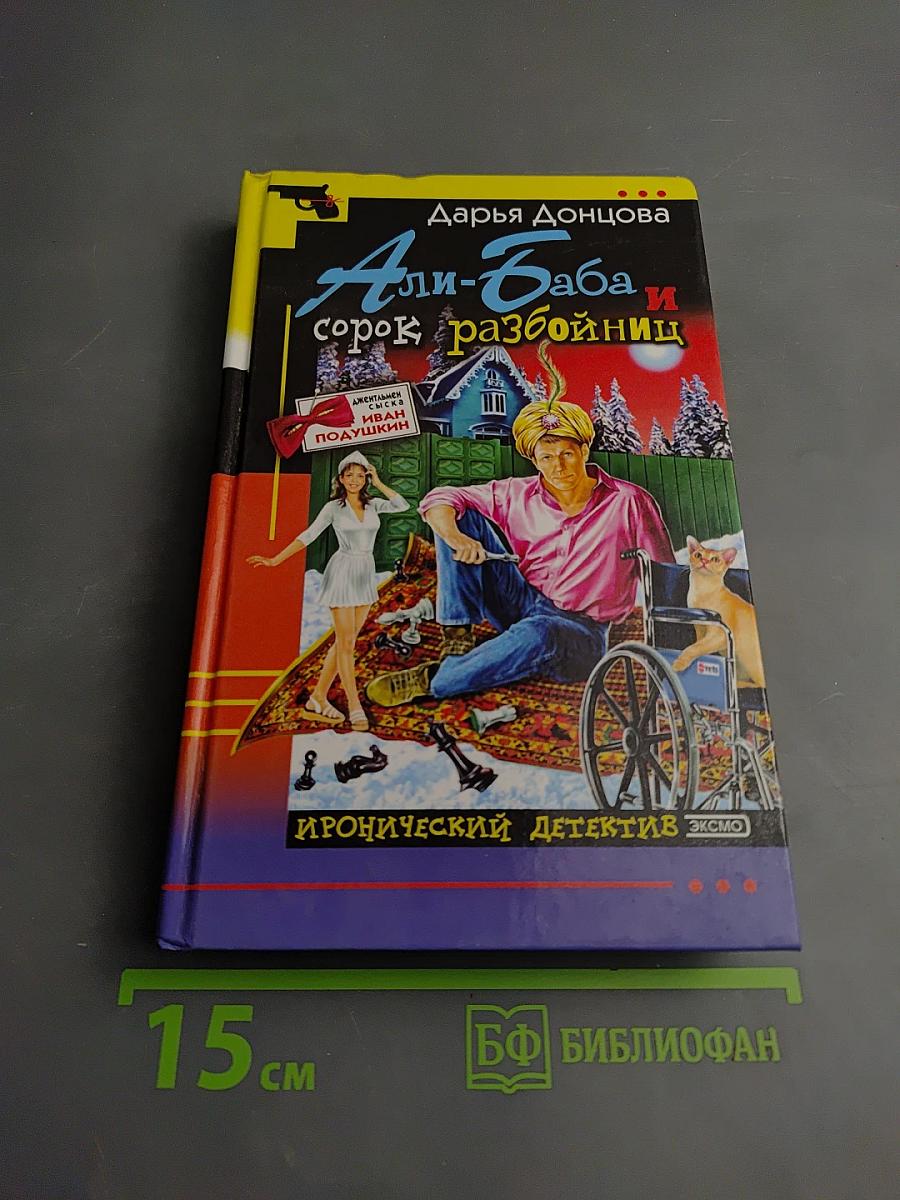 Дарья Донцова
Али-Баба и
сорок разбойниц
джентльмен
сыска
ИВАН
ПОДУШКИН
ИРОНИЧЕСКИЙ ДЕТЕКТИВ ЭКСМО
15 см
БФ БИБЛИОФАН